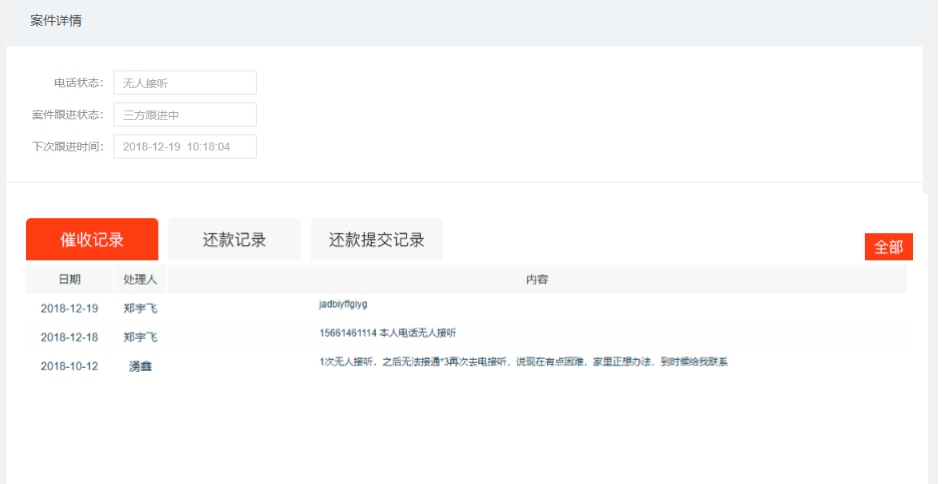 案件详情
电话状态： 无人接听
案件跟进状态： 三方跟进中
下次跟进时间： 2018-12-19 10:18:04
催收记录 还款记录 还款提交记录
全部
日期 处理人 内容
2018-12-19 郑宇飞 jadbiyffgiyg
2018-12-18 郑宇飞 15661461114 本人电话无人接听
2018-10-12 湧鑫 1次无人接听，之后无法接通*3再次去电接听，说现在有点困难，家里正想办法，到时候给我联系